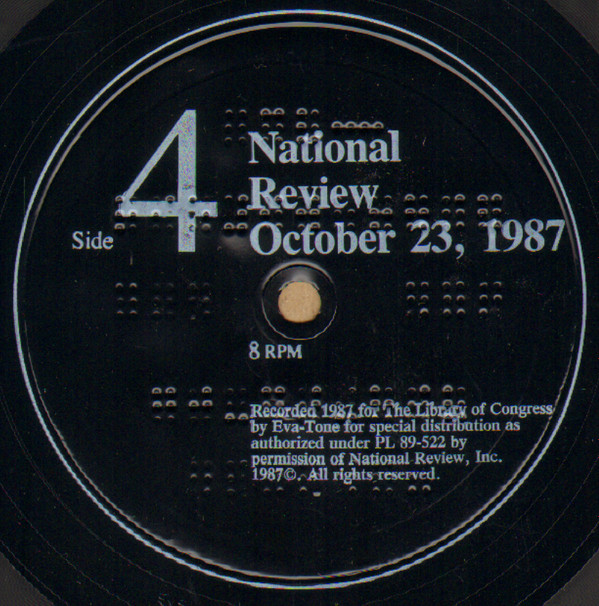 4
National
Review
Side
October 23, 1987
8 RPM
Recorded 1987 for The Library of Congress
by Eva-Tone for special distribution as
authorized under PL 89-522 by
permission of National Review, Inc.
1987©. All rights reserved.